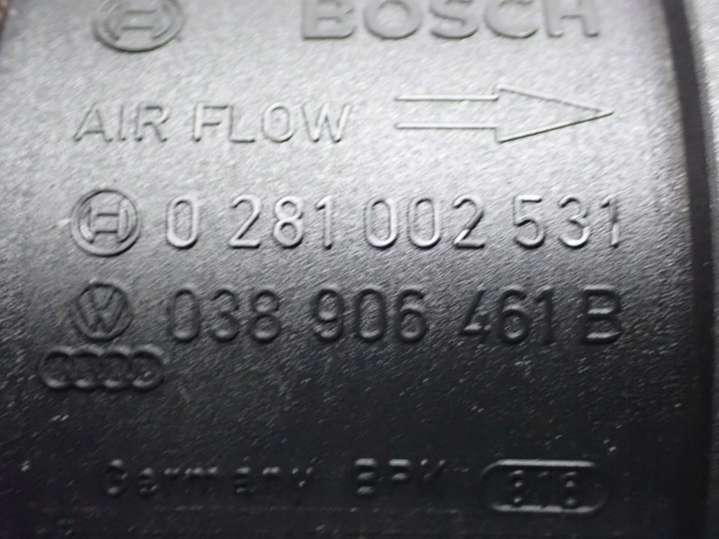 BOSCH
AIR FLOW
0 281 002 531
038 906 461 B
Germany